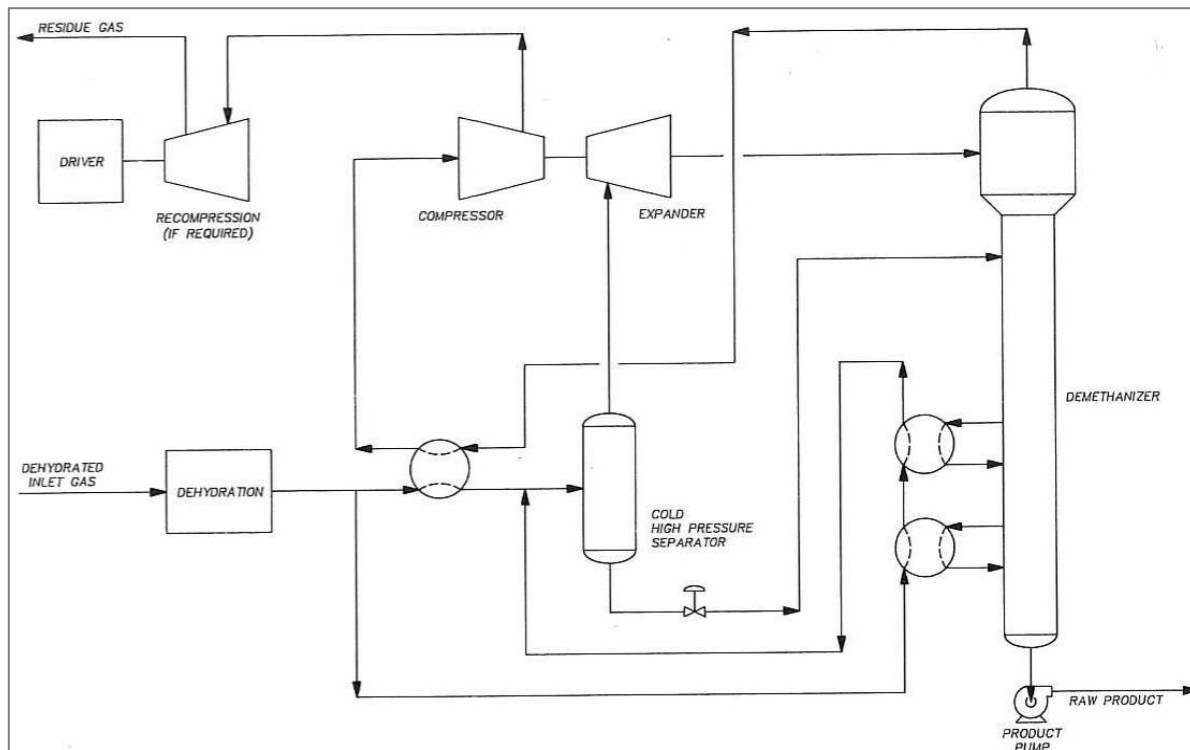 RESIDUE GAS
DRIVER
RECOMPRESSION
(IF REQUIRED)
COMPRESSOR
EXPANDER
DEMETHANIZER
DEHYDRATED
INLET GAS
DEHYDRATION
COLD
HIGH PRESSURE
SEPARATOR
RAW PRODUCT
PRODUCT
PUMP